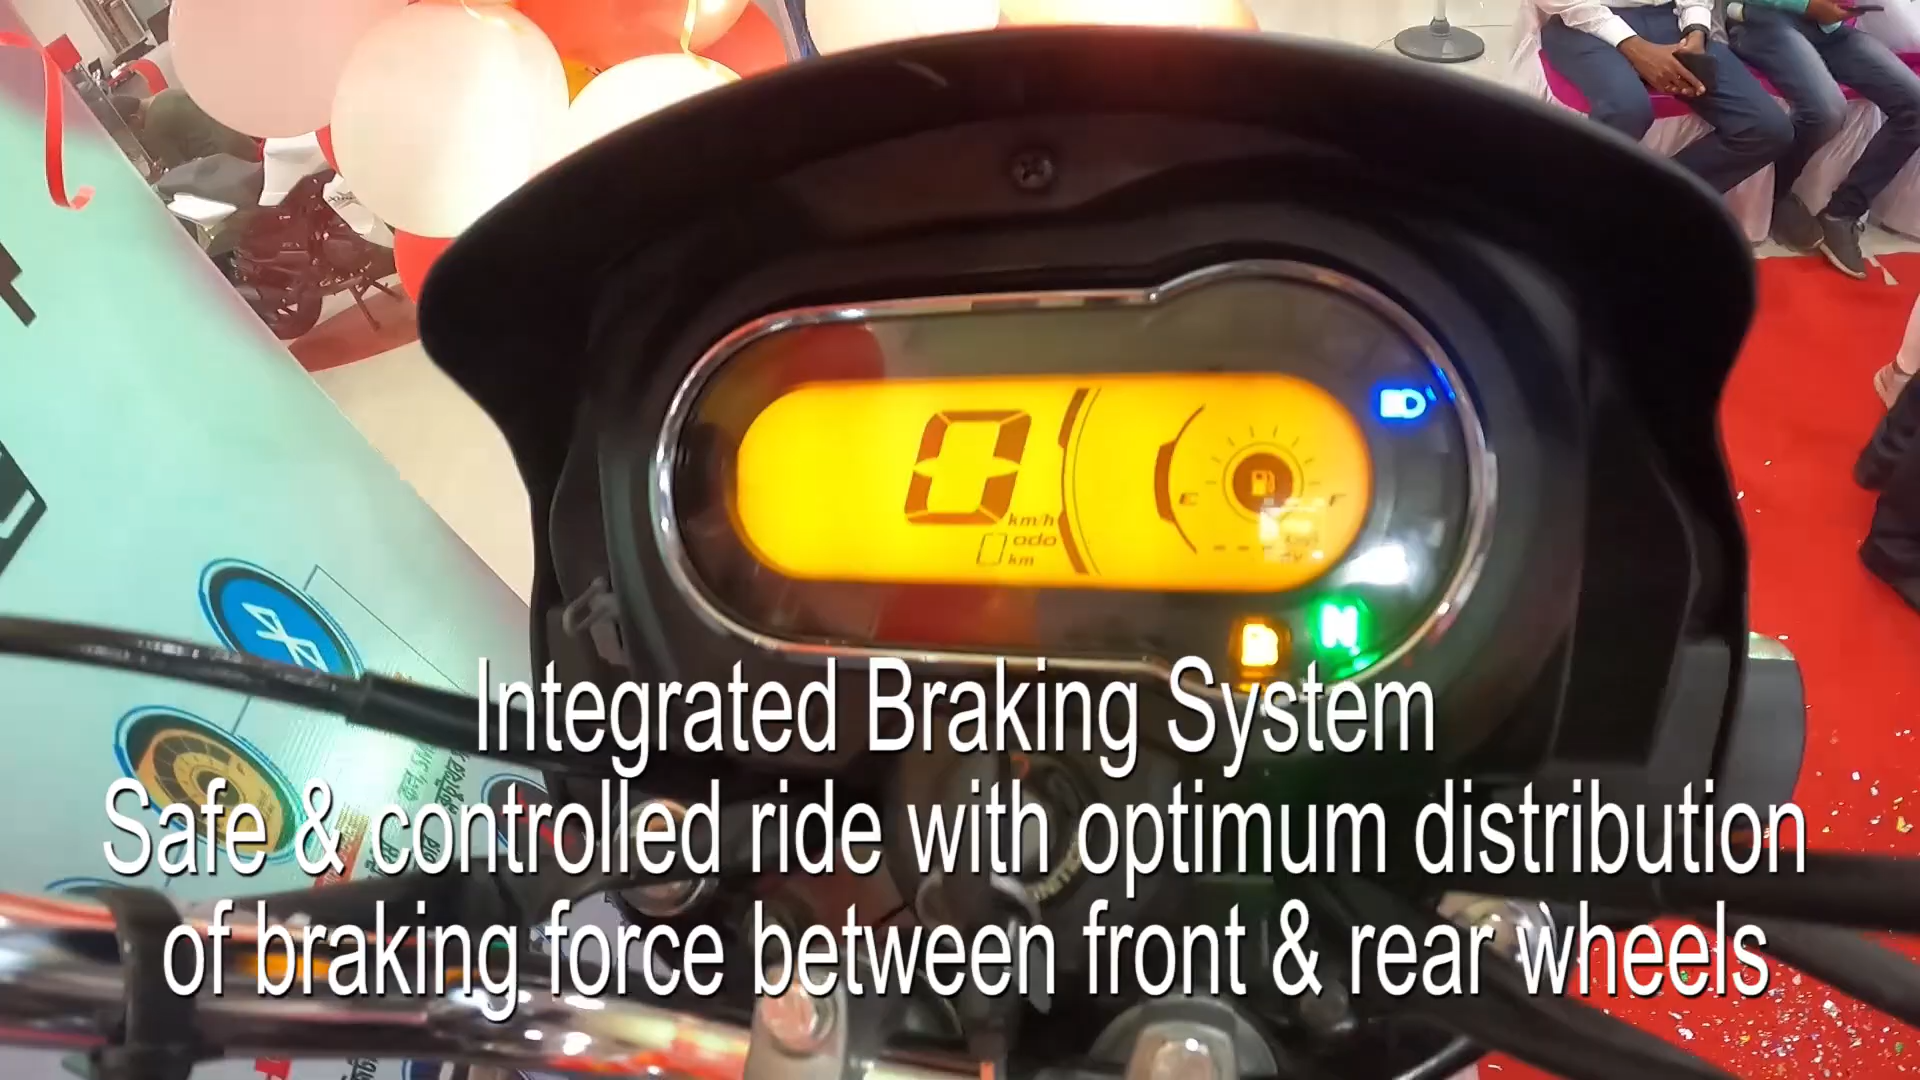 0
km/h
odo
0 km
E
F
N
Integrated Braking System
Safe & controlled ride with optimum distribution
of braking force between front & rear wheels